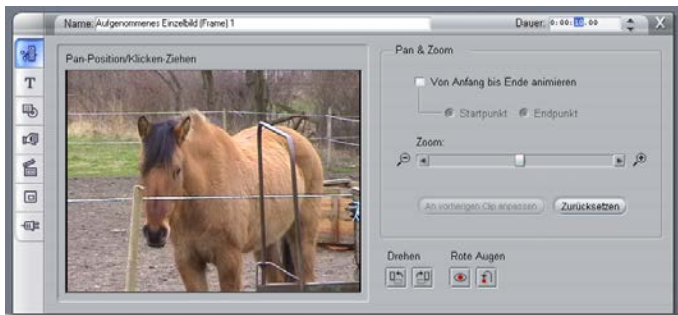 Name: Aufgenommenes Einzelbild (Frame) 1
Dauer: 0:00:10.00
X
Pan-Position/Klicken-Ziehen
Pan & Zoom
Von Anfang bis Ende animieren
Startpunkt
Endpunkt
Zoom:
An vorherigen Clip anpassen
Zurücksetzen
Drehen
Rote Augen
T